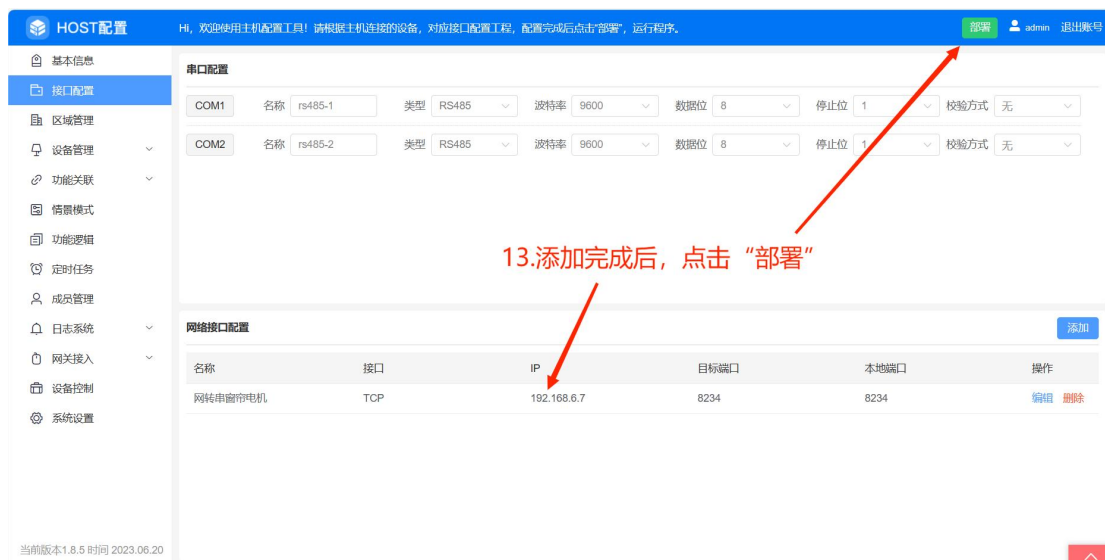 HOST配置
Hi，欢迎使用主机配置工具！请根据主机连接的设备，对应接口配置工程，配置完成后点击“部署”，运行程序。
部署 admin 退出账号
基本信息
接口配置
区域管理
设备管理
功能关联
情景模式
功能逻辑
定时任务
成员管理
日志系统
网关接入
设备控制
系统设置
当前版本1.8.5 时间 2023.06.20
串口配置
COM1 名称 rs485-1 类型 RS485 波特率 9600 数据位 8 停止位 1 校验方式 无
COM2 名称 rs485-2 类型 RS485 波特率 9600 数据位 8 停止位 1 校验方式 无
13.添加完成后，点击“部署”
网络接口配置 添加
名称 接口 IP 目标端口 本地端口 操作
网转串窗帘电机 TCP 192.168.6.7 8234 8234 编辑 删除